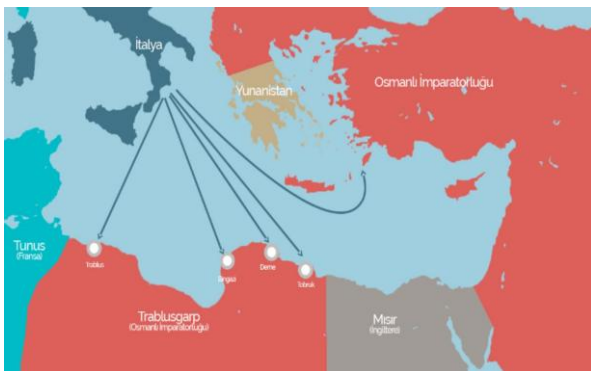 İtalya
Yunanistan
Osmanlı İmparatorluğu
Tunus
(Fransa)
Trablus
Bingazi
Derne
Tobruk
Trablusgarp
(Osmanlı İmparatorluğu)
Mısır
(İngiltere)